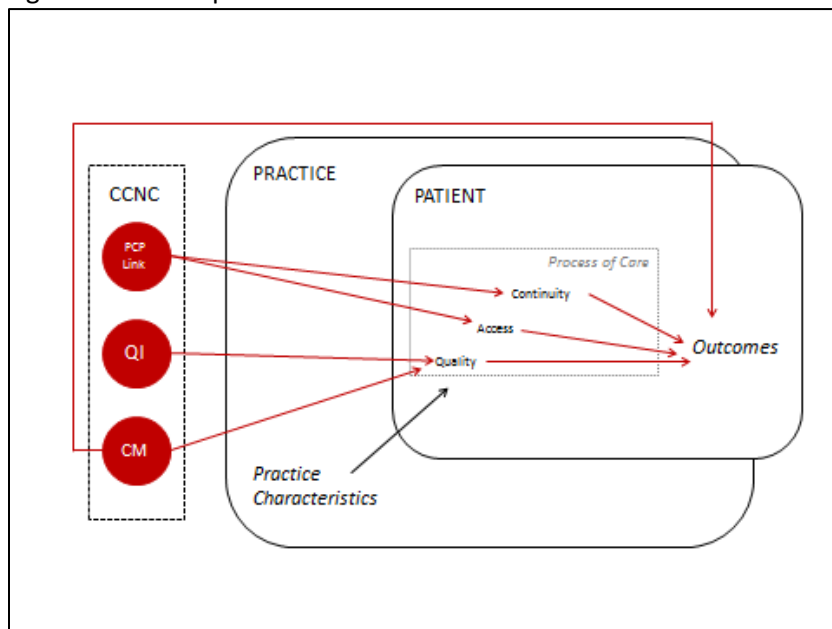 PRACTICE
CCNC
PATIENT
PCP
Link
Process of Care
Continuity
Access
Outcomes
QI
Quality
CM
Practice
Characteristics